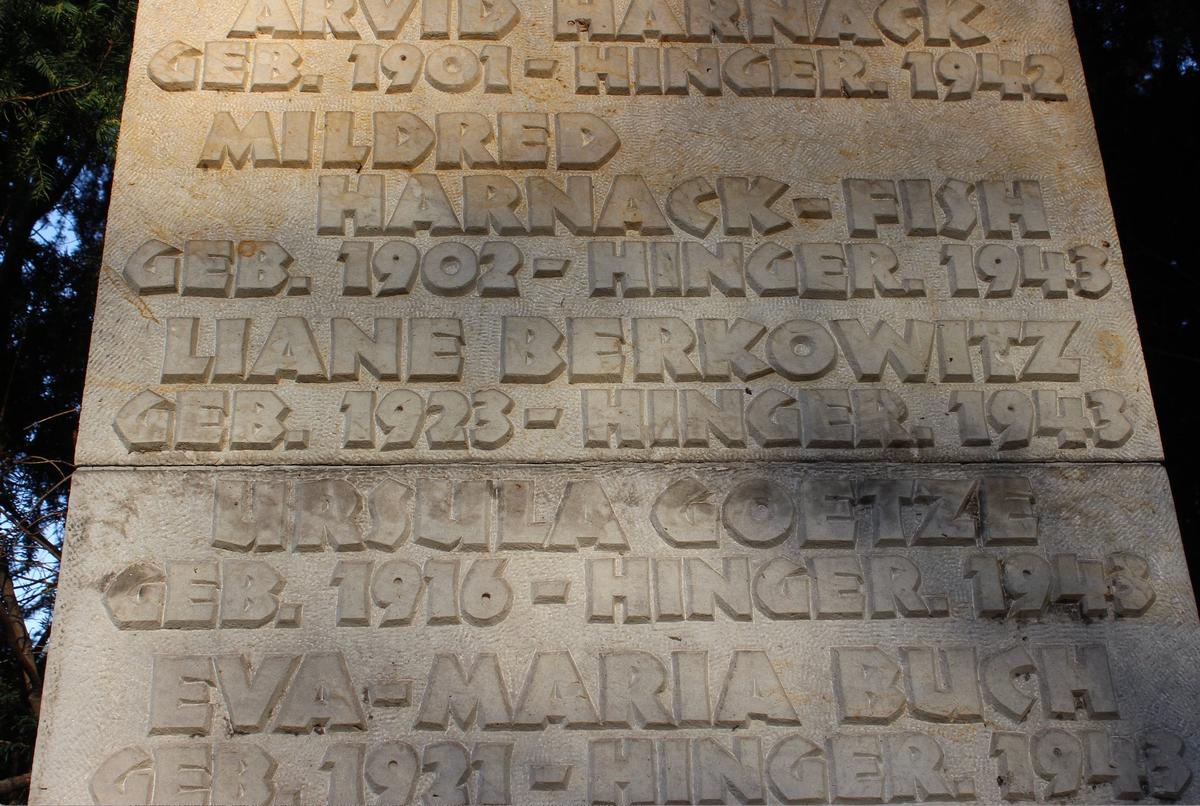 ARVID HARNACK
GEB. 1901 - HINGER. 1942
MILDRED
HARNACK - FISH
GEB. 1902 - HINGER. 1943
LIANE BERKOWITZ
GEB. 1923 - HINGER. 1943
URSULA GOETZE
GEB. 1916 - HINGER. 1943
EVA - MARIA BUCH
GEB. 1921 - HINGER. 1943